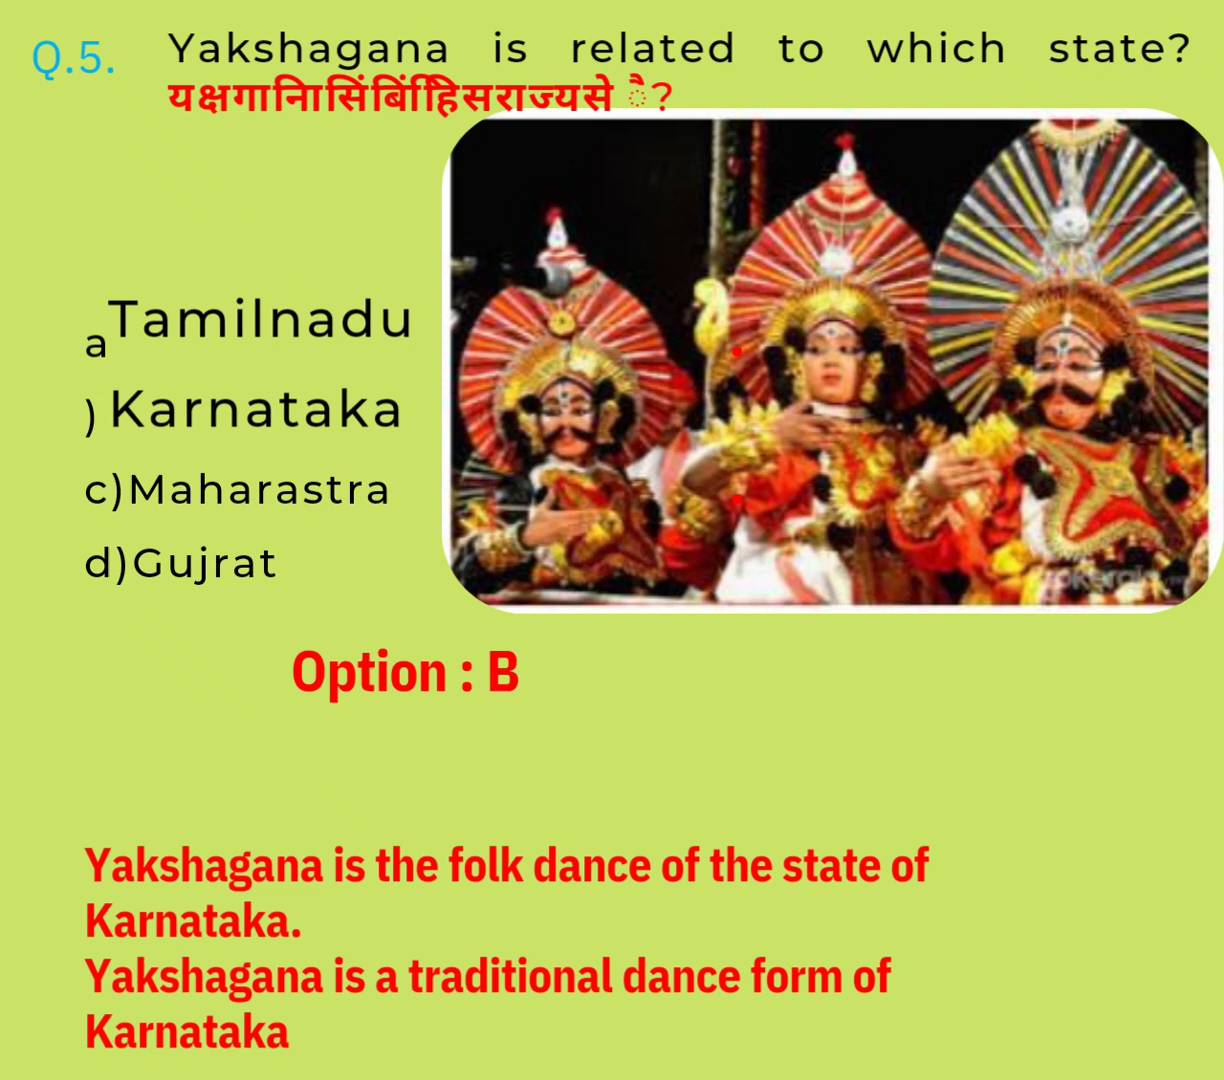 Q.5. Yakshagana is related to which state?
यक्षगानािसिंबिंहििसराज्यसे ै?
a Tamilnadu
) Karnataka
c)Maharastra
d)Gujrat
Option : B
Yakshagana is the folk dance of the state of
Karnataka.
Yakshagana is a traditional dance form of
Karnataka